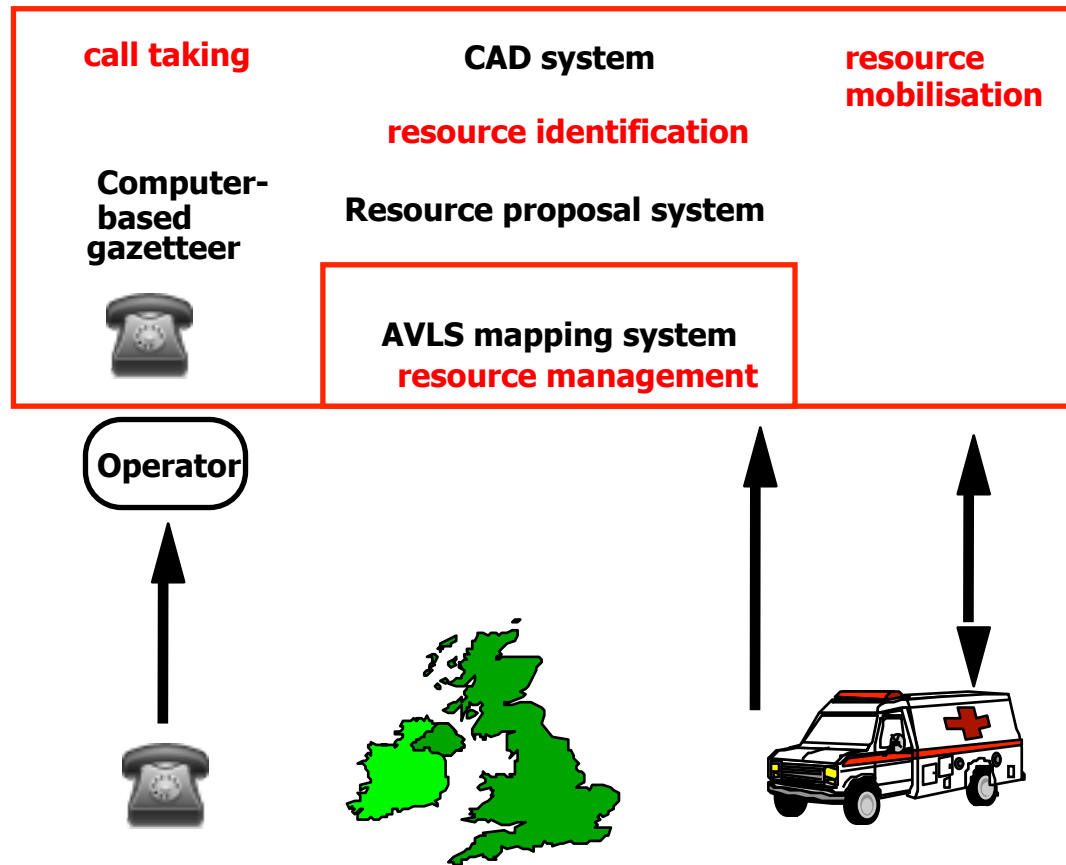 call taking
CAD system
resource
mobilisation
resource identification
Computer-
based
gazetteer
Resource proposal system
AVLS mapping system
resource management
Operator